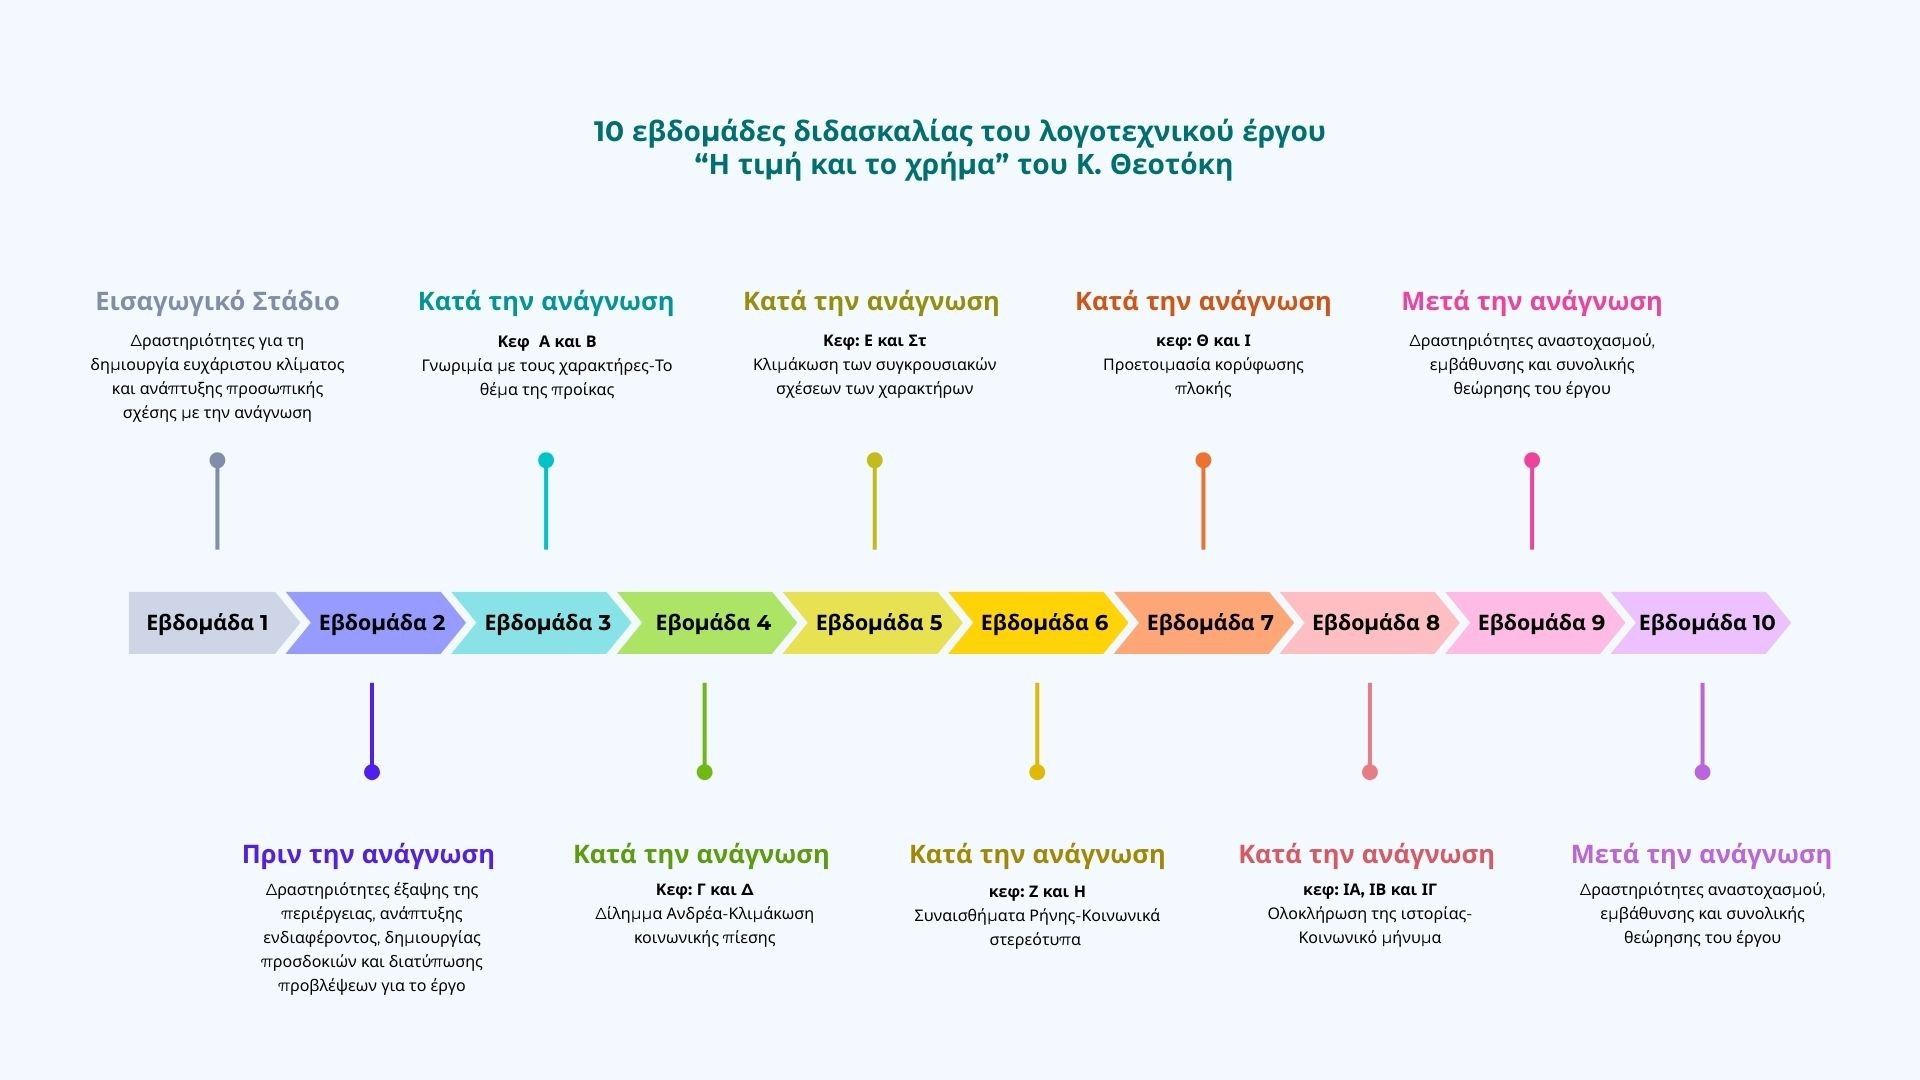 10 εβδομάδες διδασκαλίας του λογοτεχνικού έργου
“Η τιμή και το χρήμα” του Κ. Θεοτόκη
Εισαγωγικό Στάδιο
Δραστηριότητες για τη
δημιουργία ευχάριστου κλίματος
και ανάπτυξης προσωπικής
σχέσης με την ανάγνωση
Κατά την ανάγνωση
Κεφ  Α και Β
Γνωριμία με τους χαρακτήρες-Το
θέμα της προίκας
Κατά την ανάγνωση
Κεφ: Ε και Στ
Κλιμάκωση των συγκρουσιακών
σχέσεων των χαρακτήρων
Κατά την ανάγνωση
κεφ: Θ και Ι
Προετοιμασία κορύφωσης
πλοκής
Μετά την ανάγνωση
Δραστηριότητες αναστοχασμού,
εμβάθυνσης και συνολικής
θεώρησης του έργου
Εβδομάδα 1
Εβδομάδα 2
Εβδομάδα 3
Εβομάδα 4
Εβδομάδα 5
Εβδομάδα 6
Εβδομάδα 7
Εβδομάδα 8
Εβδομάδα 9
Εβδομάδα 10
Πριν την ανάγνωση
Δραστηριότητες έξαψης της
περιέργειας, ανάπτυξης
ενδιαφέροντος, δημιουργίας
προσδοκιών και διατύπωσης
προβλέψεων για το έργο
Κατά την ανάγνωση
Κεφ: Γ και Δ
Δίλημμα Ανδρέα-Κλιμάκωση
κοινωνικής πίεσης
Κατά την ανάγνωση
κεφ: Ζ και Η
Συναισθήματα Ρήνης-Κοινωνικά
στερεότυπα
Κατά την ανάγνωση
κεφ: ΙΑ, ΙΒ και ΙΓ
Ολοκλήρωση της ιστορίας-
Κοινωνικό μήνυμα
Μετά την ανάγνωση
Δραστηριότητες αναστοχασμού,
εμβάθυνσης και συνολικής
θεώρησης του έργου